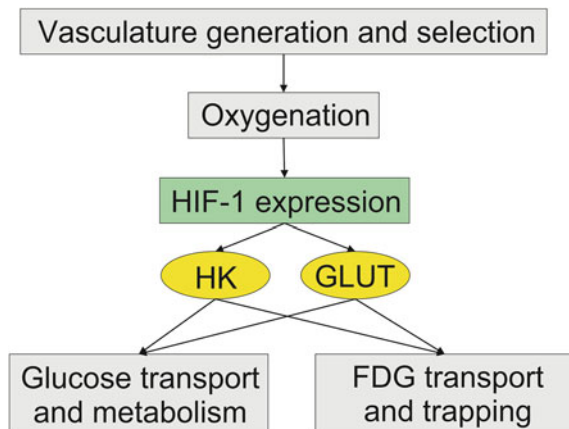 Vasculature generation and selection
Oxygenation
HIF-1 expression
HK
GLUT
Glucose transport
and metabolism
FDG transport
and trapping